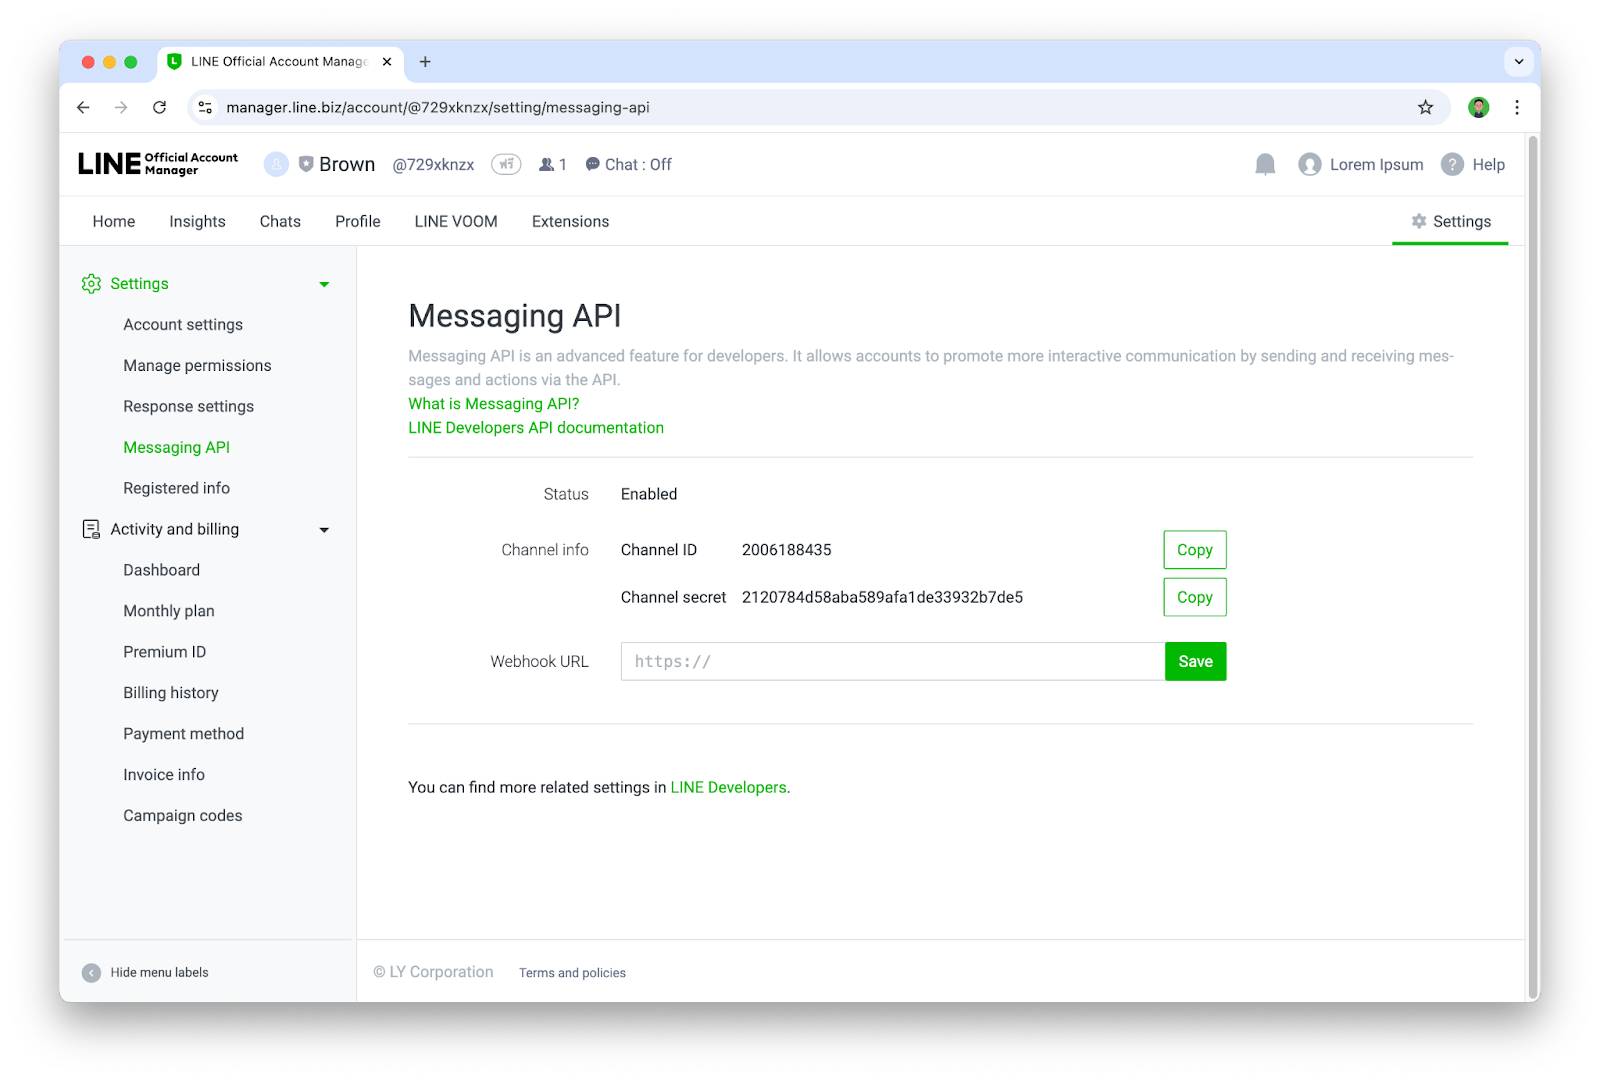 LINE Official Account Manage
manager.line.biz/account/@729xknzx/setting/messaging-api
LINE Official Account Manager
Brown @729xknzx ฟรี 1 Chat : Off
Lorem Ipsum ? Help
Home Insights Chats Profile LINE VOOM Extensions Settings
Settings
Account settings
Manage permissions
Response settings
Messaging API
Registered info
Activity and billing
Dashboard
Monthly plan
Premium ID
Billing history
Payment method
Invoice info
Campaign codes
Hide menu labels
Messaging API
Messaging API is an advanced feature for developers. It allows accounts to promote more interactive communication by sending and receiving mes-
sages and actions via the API.
What is Messaging API?
LINE Developers API documentation
Status Enabled
Channel info Channel ID 2006188435 Copy
Channel secret 2120784d58aba589afa1de33932b7de5 Copy
Webhook URL https:// Save
You can find more related settings in LINE Developers.
© LY Corporation Terms and policies